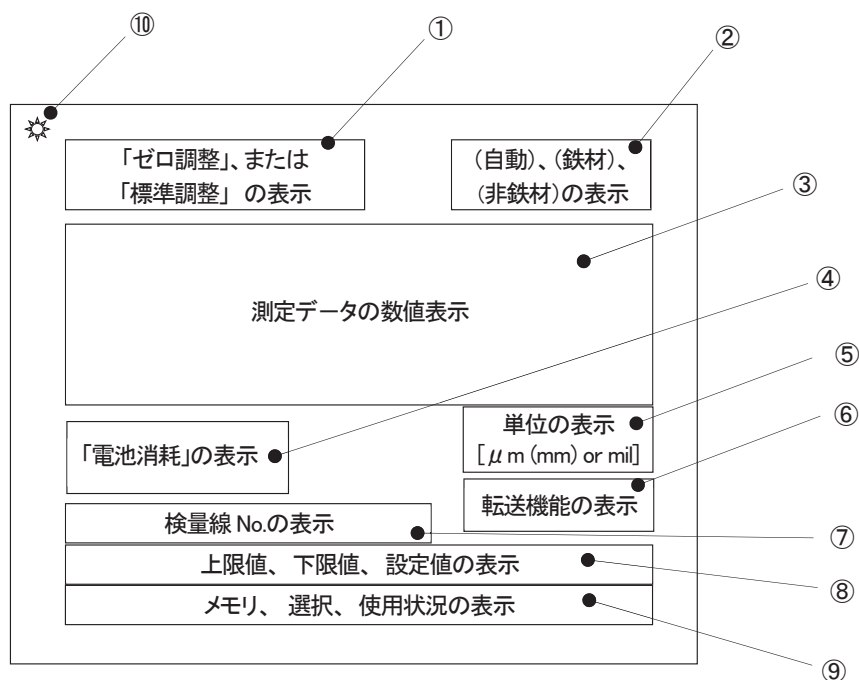 ⑩
①
②
「ゼロ調整」、または
「標準調整」 の表示
(自動)、(鉄材)、
(非鉄材)の表示
③
測定データの数値表示
④
⑤
単位の表示
[μm (mm) or mil]
⑥
「電池消耗」の表示
転送機能の表示
検量線 No.の表示
⑦
上限値、 下限値、 設定値の表示
⑧
メモリ、 選択、 使用状況の表示
⑨